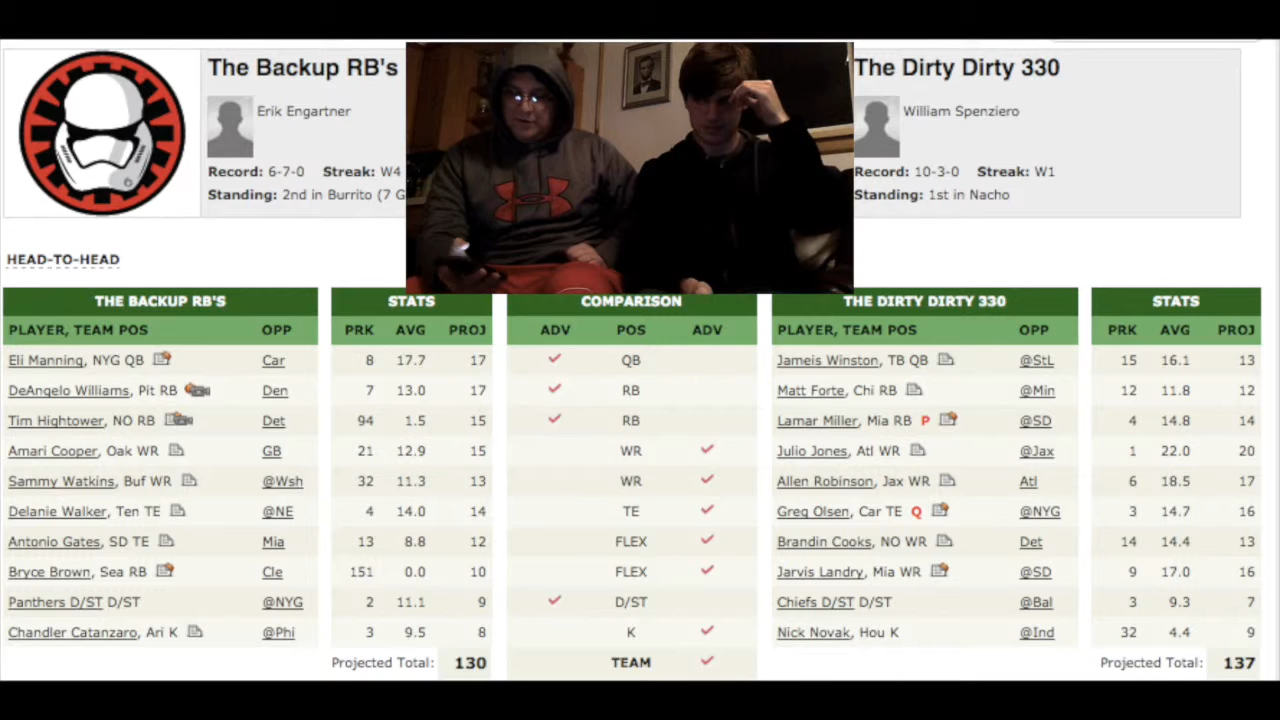 The Backup RB's
Erik Engartner
Record: 6-7-0 Streak: W4
Standing: 2nd in Burrito (7 G
The Dirty Dirty 330
William Spenziero
Record: 10-3-0 Streak: W1
Standing: 1st in Nacho
HEAD-TO-HEAD
THE BACKUP RB'S STATS COMPARISON THE DIRTY DIRTY 330 STATS
PLAYER, TEAM POS OPP PRK AVG PROJ ADV POS ADV PLAYER, TEAM POS OPP PRK AVG PROJ
Eli Manning, NYG QB Car 8 17.7 17 QB Jameis Winston, TB QB @StL 15 16.1 13
DeAngelo Williams, Pit RB Den 7 13.0 17 RB Matt Forte, Chi RB @Min 12 11.8 12
Tim Hightower, NO RB Det 94 1.5 15 RB Lamar Miller, Mia RB P @SD 4 14.8 14
Amari Cooper, Oak WR GB 21 12.9 15 WR Julio Jones, Atl WR @Jax 1 22.0 20
Sammy Watkins, Buf WR @Wsh 32 11.3 13 WR Allen Robinson, Jax WR Atl 6 18.5 17
Delanie Walker, Ten TE @NE 4 14.0 14 TE Greg Olsen, Car TE Q @NYG 3 14.7 16
Antonio Gates, SD TE Mia 13 8.8 12 FLEX Brandin Cooks, NO WR Det 14 14.4 13
Bryce Brown, Sea RB Cle 151 0.0 10 FLEX Jarvis Landry, Mia WR @SD 9 17.0 16
Panthers D/ST D/ST @NYG 2 11.1 9 D/ST Chiefs D/ST D/ST @Bal 3 9.3 7
Chandler Catanzaro, Ari K @Phi 3 9.5 8 K Nick Novak, Hou K @Ind 32 4.4 9
Projected Total: 130 TEAM Projected Total: 137